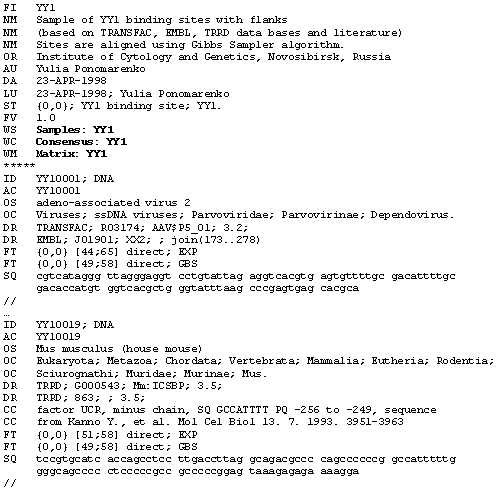 FI YY1
NM Sample of YY1 binding sites with flanks
NM (based on TRANSFAC, EMBL, TRRD data bases and literature)
NM Sites are aligned using Gibbs Sampler algorithm.
OR Institute of Cytology and Genetics, Novosibirsk, Russia
AU Yulia Ponomarenko
DA 23-APR-1998
LU 23-APR-1998; Yulia Ponomarenko
ST {0,0}; YY1 binding site; YY1.
FV 1.0
WS Samples: YY1
WC Consensus: YY1
WM Matrix: YY1
*****
ID YY10001; DNA
AC YY10001
OS adeno-associated virus 2
OC Viruses; ssDNA viruses; Parvoviridae; Parvovirinae; Dependovirus.
DR TRANSFAC; R03174; AAV$P5_01; 3.2;
DR EMBL; J01901; XX2; ; join(173..278)
FT {0,0} [44;65] direct; EXP
FT {0,0} [49;58] direct; GBS
SQ cgtcataggg ttagggaggt cctgtattag aggtcacgtg agtgttttgc gacattttgc
gacaccatgt ggtcacgctg ggtatttaag cccgagtgag cacgca
//
…
ID YY10019; DNA
AC YY10019
OS Mus musculus (house mouse)
OC Eukaryota; Metazoa; Chordata; Vertebrata; Mammalia; Eutheria; Rodentia;
OC Sciurognathi; Muridae; Murinae; Mus.
DR TRRD; G000543; Mm:ICSBP; 3.5;
DR TRRD; 863; ; 3.5;
CC factor UCR, minus chain, SQ GCCATTTT PQ -256 to -249, sequence
CC from Kanno Y., et al. Mol Cel Biol 13. 7. 1993. 3951-3963
FT {0,0} [51;58] direct; EXP
FT {0,0} [49;58] direct; GBS
SQ tccgtgcatc accagcctcc ttgaccttag gcagacgccc cagccccccg gccatttttg
gggcagcccc ctcccccgcc gcccccggag taaagagaga aaagga
//